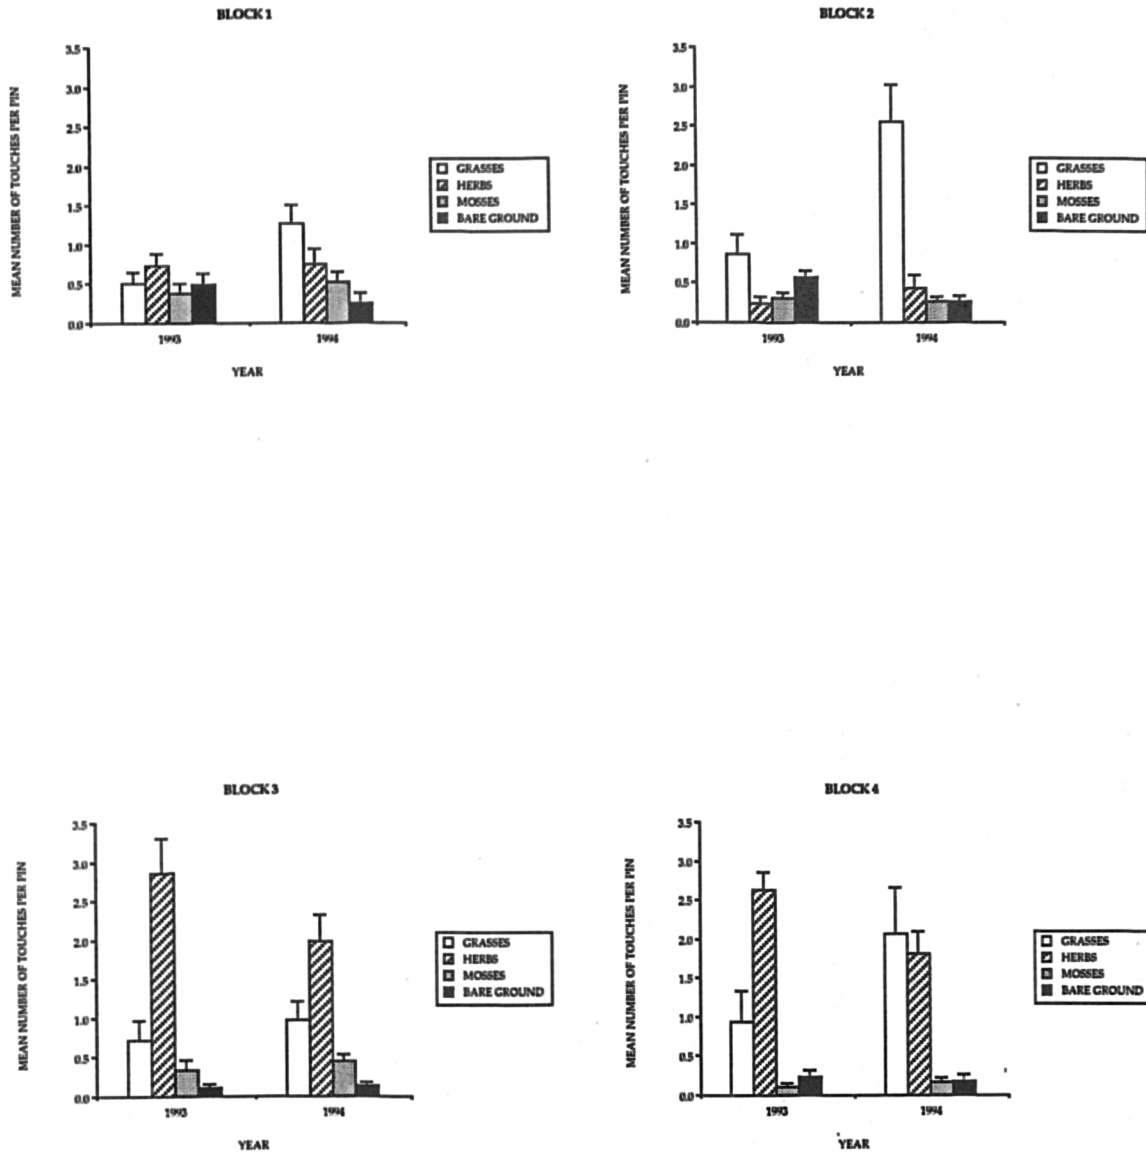 BLOCK 1
MEAN NUMBER OF TOUCHES PER PIN
3.5
3.0
2.5
2.0
1.5
1.0
0.5
0.0
1993
1994
YEAR
GRASSES
HERBS
MOSSES
BARE GROUND
BLOCK 2
MEAN NUMBER OF TOUCHES PER PIN
3.5
3.0
2.5
2.0
1.5
1.0
0.5
0.0
1993
1994
YEAR
GRASSES
HERBS
MOSSES
BARE GROUND
BLOCK 3
MEAN NUMBER OF TOUCHES PER PIN
3.5
3.0
2.5
2.0
1.5
1.0
0.5
0.0
1993
1994
YEAR
GRASSES
HERBS
MOSSES
BARE GROUND
BLOCK 4
MEAN NUMBER OF TOUCHES PER PIN
3.5
3.0
2.5
2.0
1.5
1.0
0.5
0.0
1993
1994
YEAR
GRASSES
HERBS
MOSSES
BARE GROUND